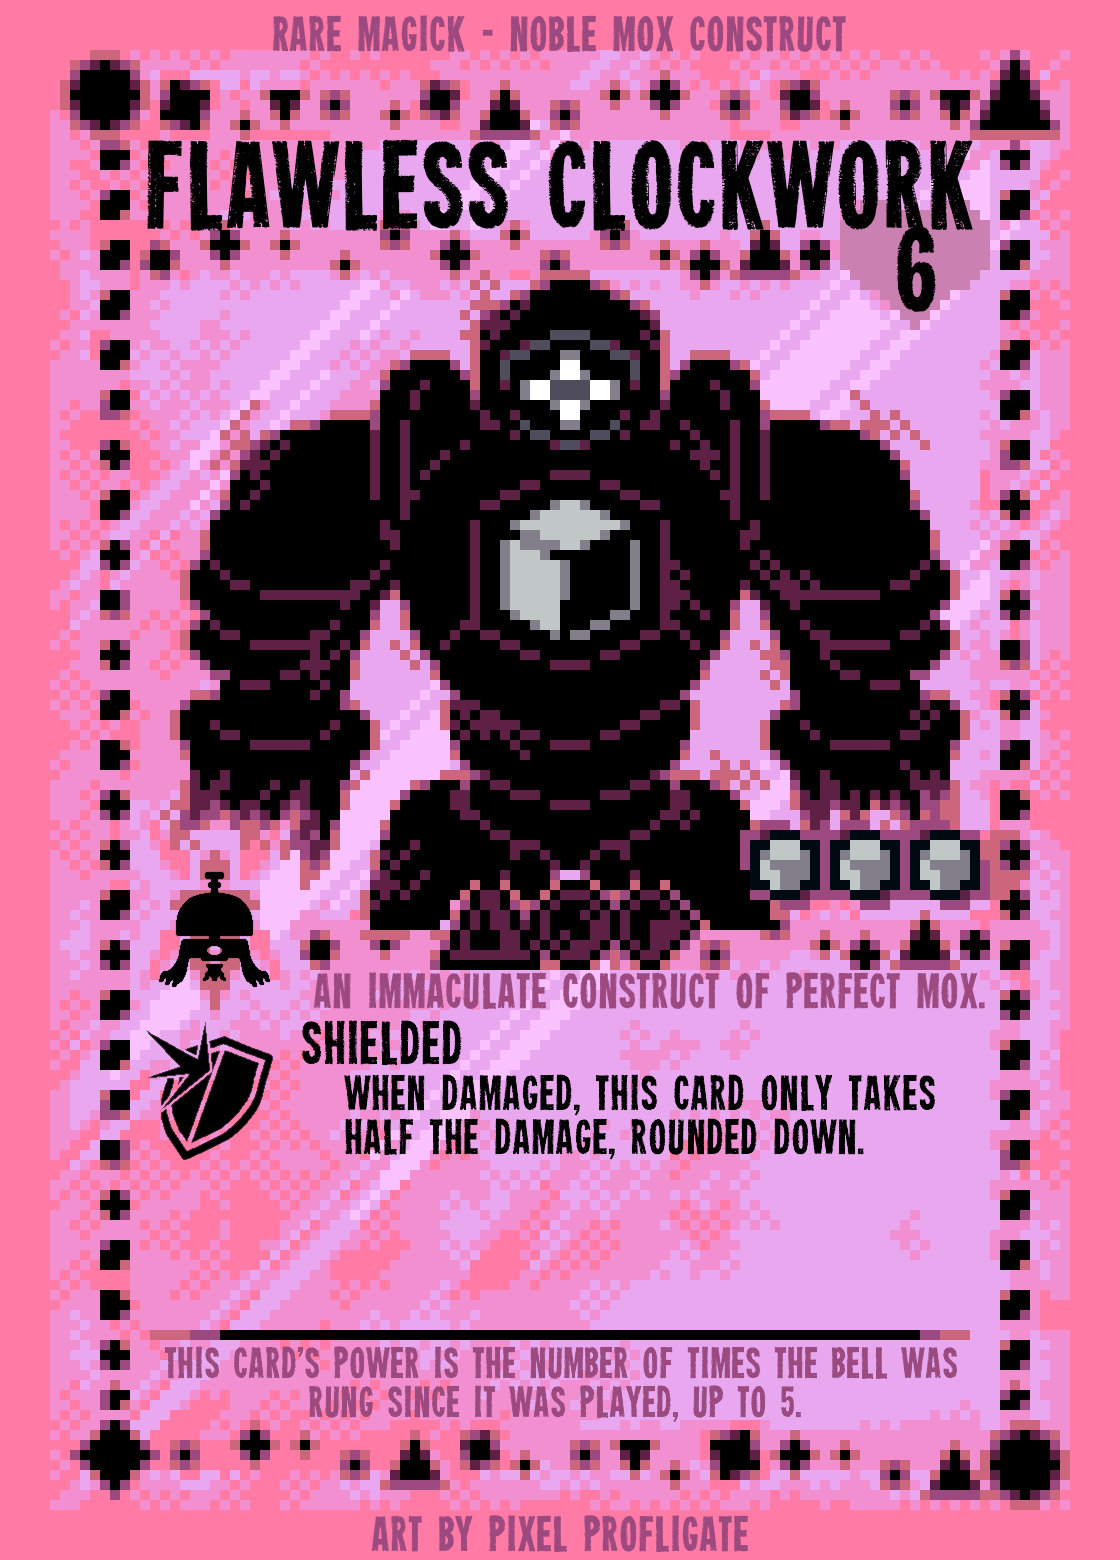 RARE MAGICK - NOBLE MOX CONSTRUCT
FLAWLESS CLOCKWORK
6
AN IMMACULATE CONSTRUCT OF PERFECT MOX.
SHIELDED
WHEN DAMAGED, THIS CARD ONLY TAKES
HALF THE DAMAGE, ROUNDED DOWN.
THIS CARD'S POWER IS THE NUMBER OF TIMES THE BELL WAS
RUNG SINCE IT WAS PLAYED, UP TO 5.
ART BY PIXEL PROFLIGATE